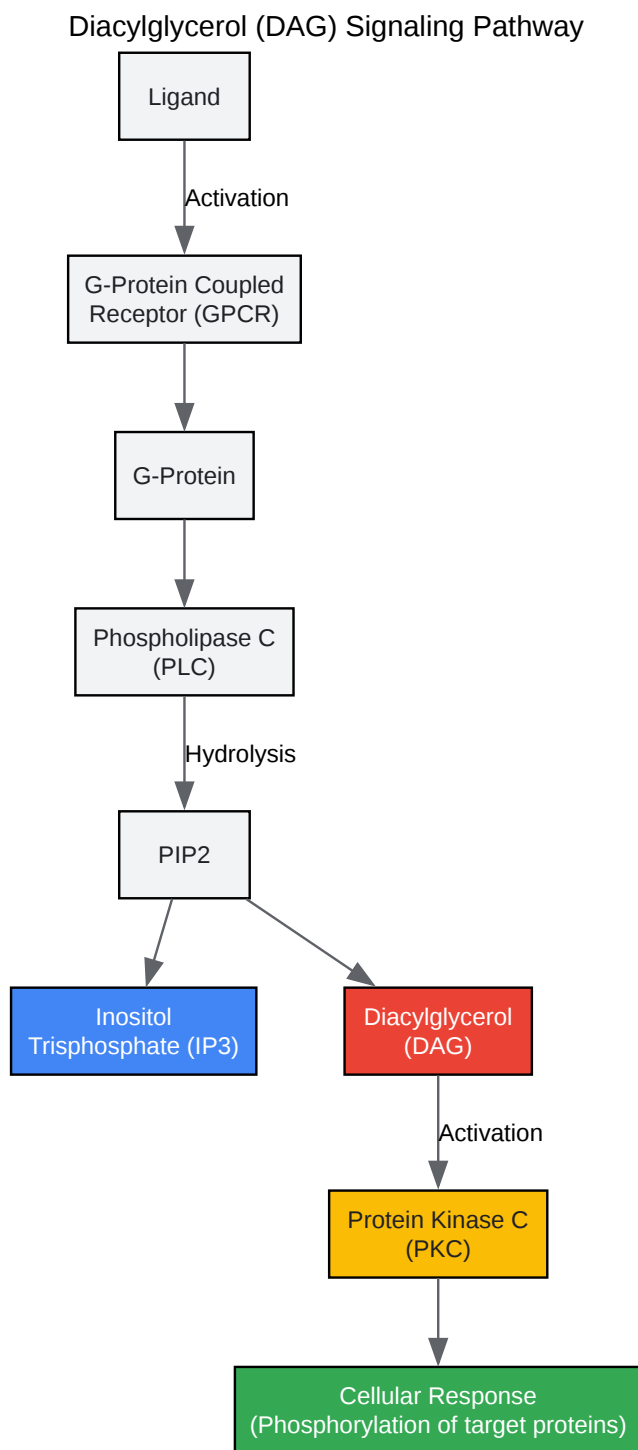 Diacylglycerol (DAG) Signaling Pathway
Ligand
Activation
G-Protein Coupled
Receptor (GPCR)
G-Protein
Phospholipase C
(PLC)
Hydrolysis
PIP2
Inositol
Trisphosphate (IP3)
Diacylglycerol
(DAG)
Activation
Protein Kinase C
(PKC)
Cellular Response
(Phosphorylation of target proteins)